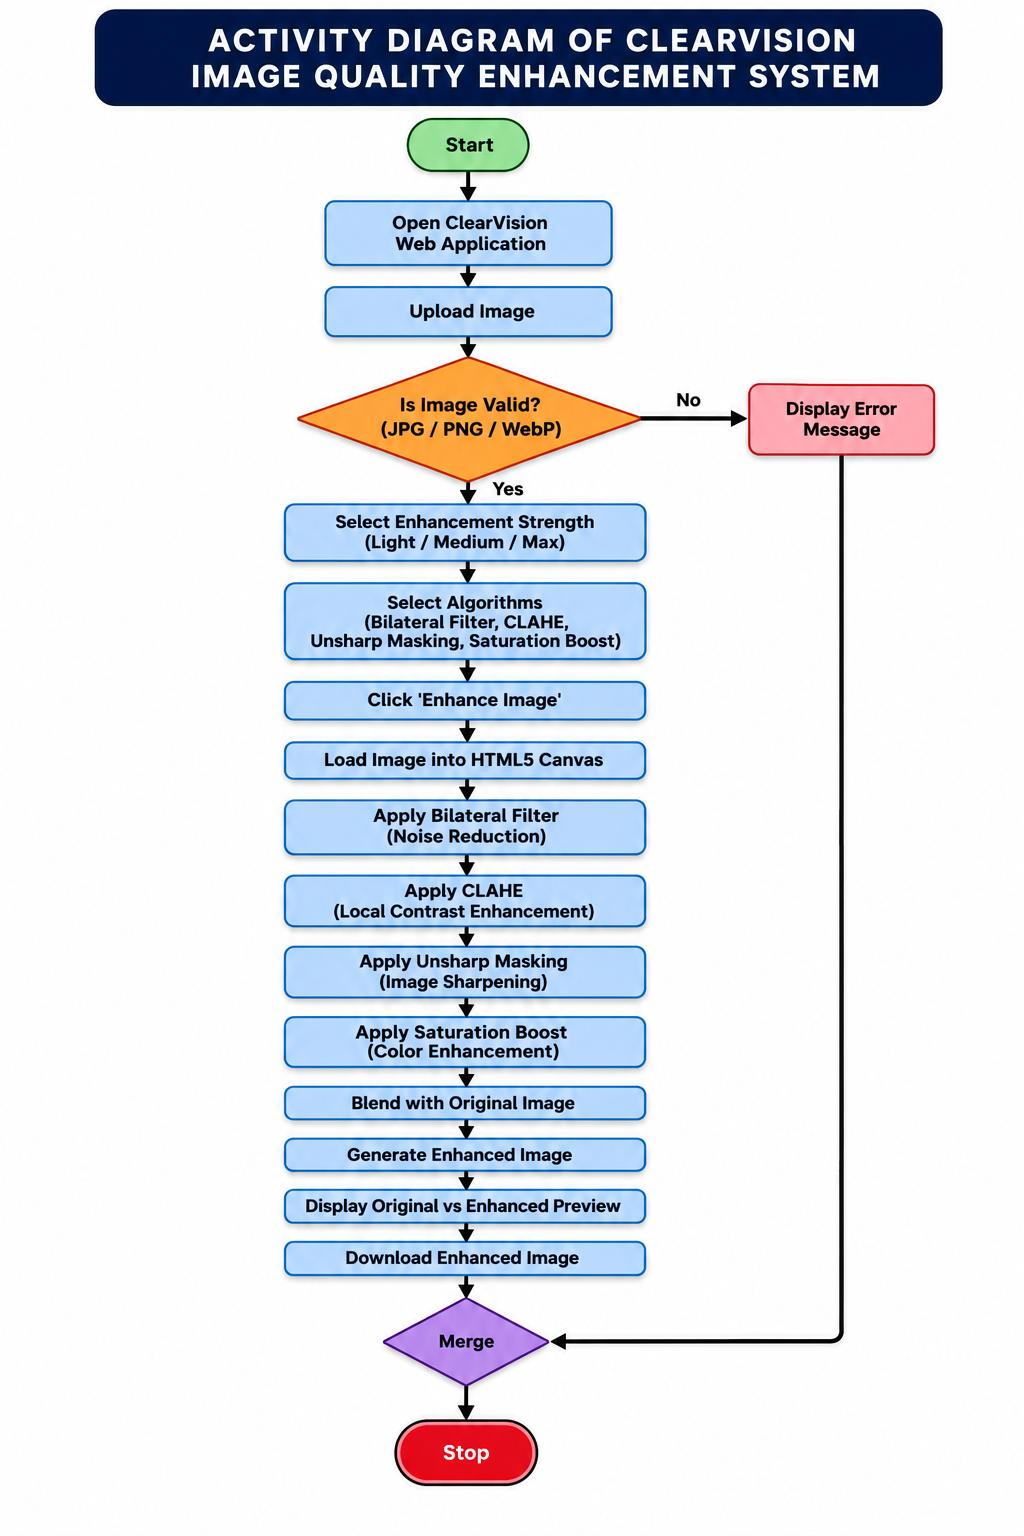 ACTIVITY DIAGRAM OF CLEARVISION
IMAGE QUALITY ENHANCEMENT SYSTEM
Start
Open ClearVision
Web Application
Upload Image
Is Image Valid?
(JPG / PNG / WebP)
No
Display Error
Message
Yes
Select Enhancement Strength
(Light / Medium / Max)
Select Algorithms
(Bilateral Filter, CLAHE,
Unsharp Masking, Saturation Boost)
Click 'Enhance Image'
Load Image into HTML5 Canvas
Apply Bilateral Filter
(Noise Reduction)
Apply CLAHE
(Local Contrast Enhancement)
Apply Unsharp Masking
(Image Sharpening)
Apply Saturation Boost
(Color Enhancement)
Blend with Original Image
Generate Enhanced Image
Display Original vs Enhanced Preview
Download Enhanced Image
Merge
Stop